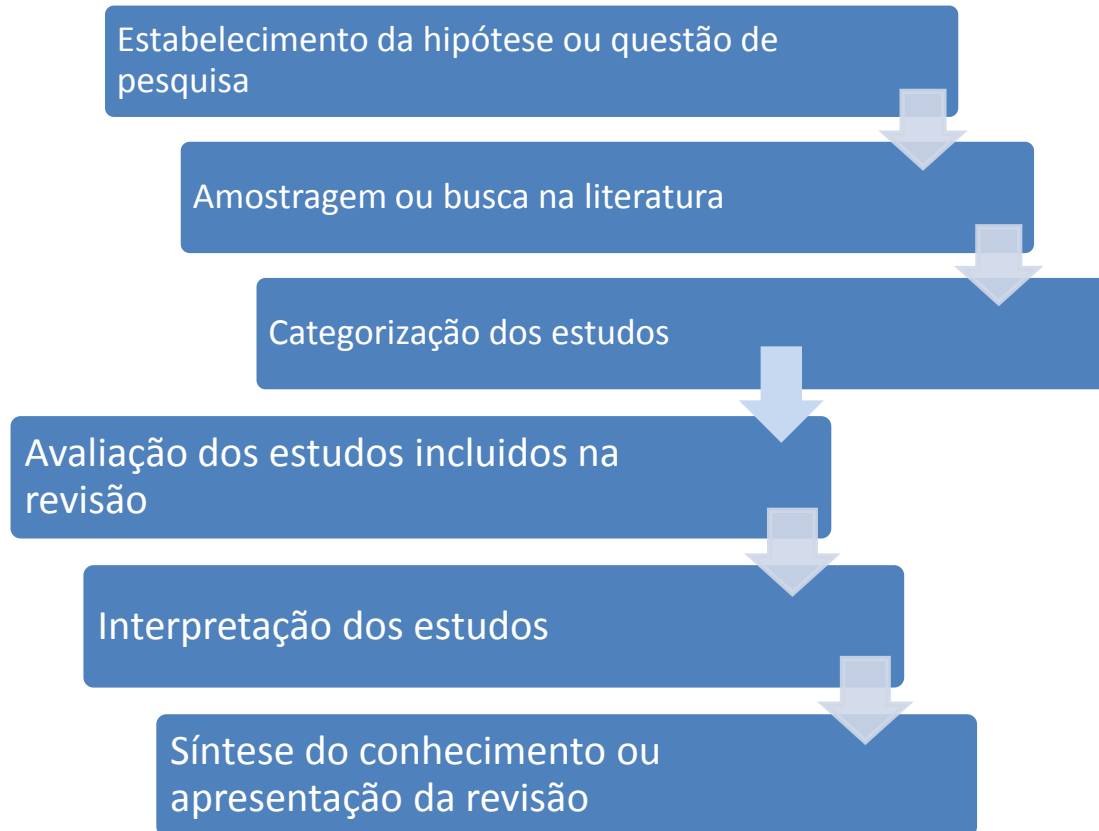 Estabelecimento da hipótese ou questão de
pesquisa
Amostragem ou busca na literatura
Categorização dos estudos
Avaliação dos estudos incluidos na
revisão
Interpretação dos estudos
Síntese do conhecimento ou
apresentação da revisão